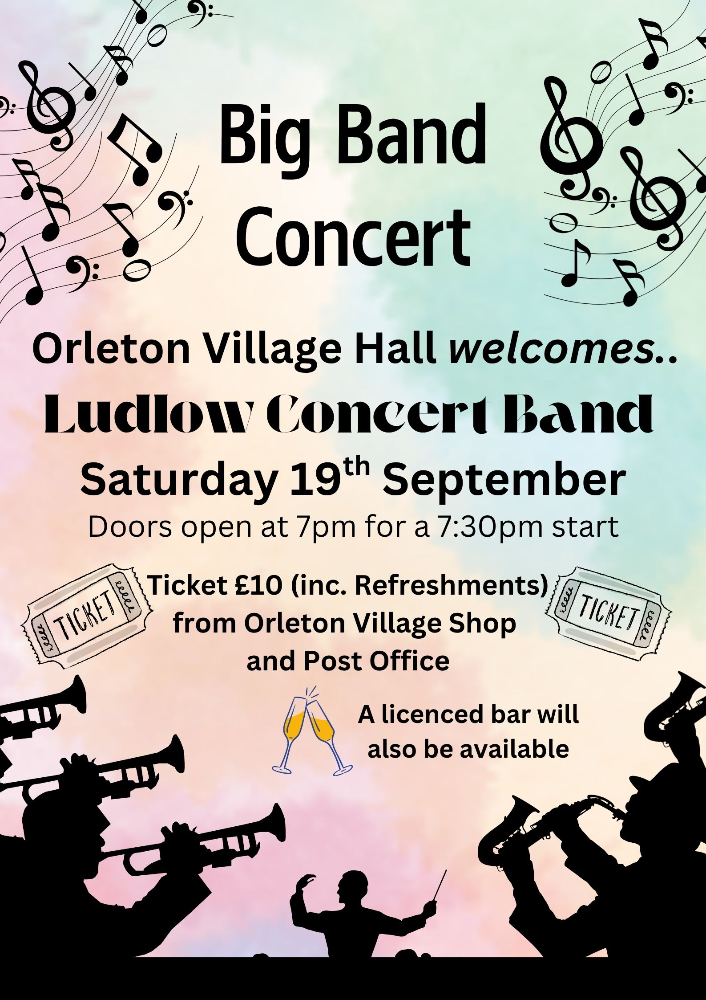 Big Band
Concert
Orleton Village Hall welcomes..
Ludlow Concert Band
Saturday 19th September
Doors open at 7pm for a 7:30pm start
TICKET
Ticket £10 (inc. Refreshments)
from Orleton Village Shop
and Post Office
TICKET
A licenced bar will
also be available